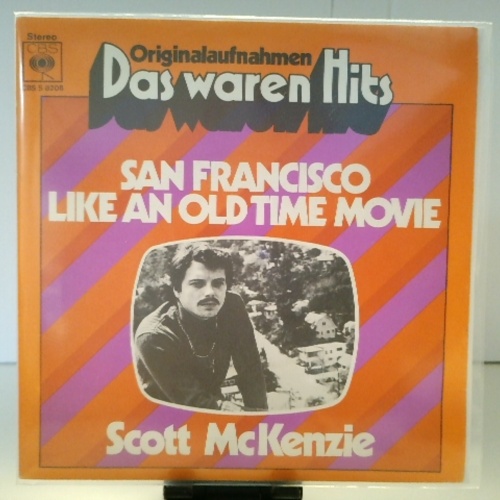 Stereo
CBS
Originalaufnahmen
Das waren Hits
SAN FRANCISCO
LIKE AN OLD TIME MOVIE
Scott McKenzie